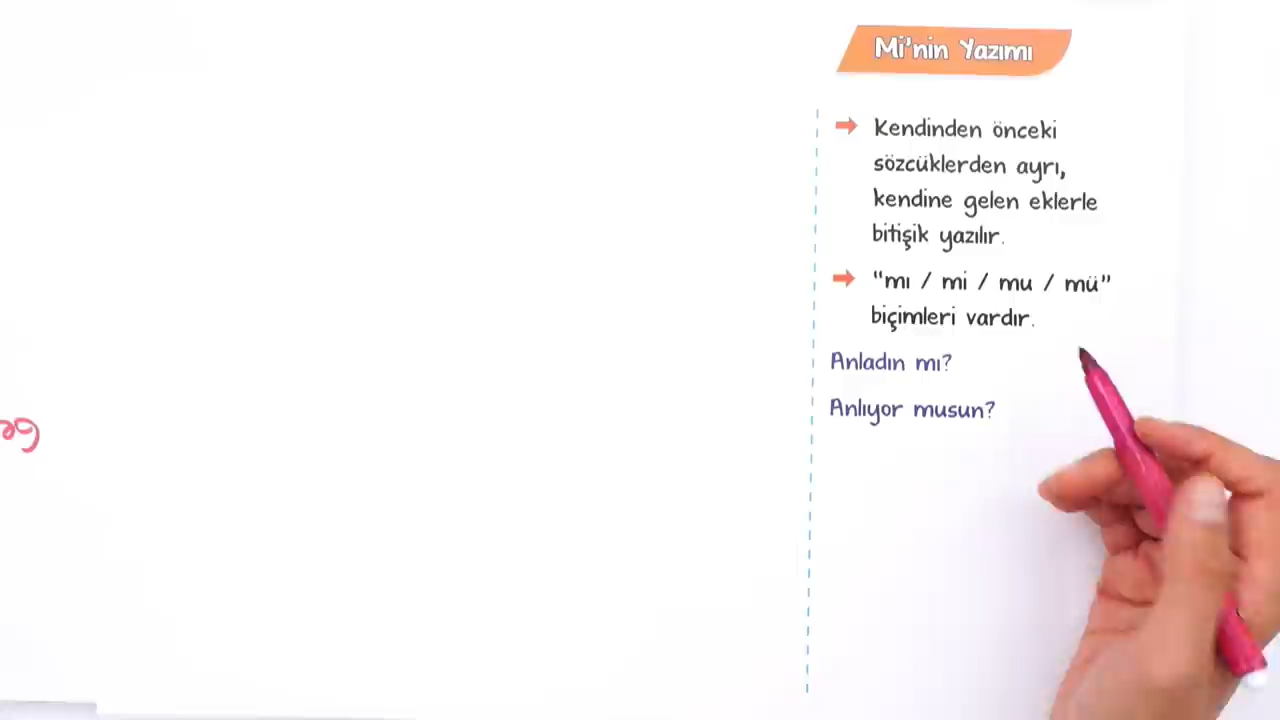 Mi'nin Yazımı
Kendinden önceki
sözcüklerden ayrı,
kendine gelen eklerle
bitişik yazılır.
"mı / mi / mu / mü"
biçimleri vardır.
Anladın mı?
Anlıyor musun?